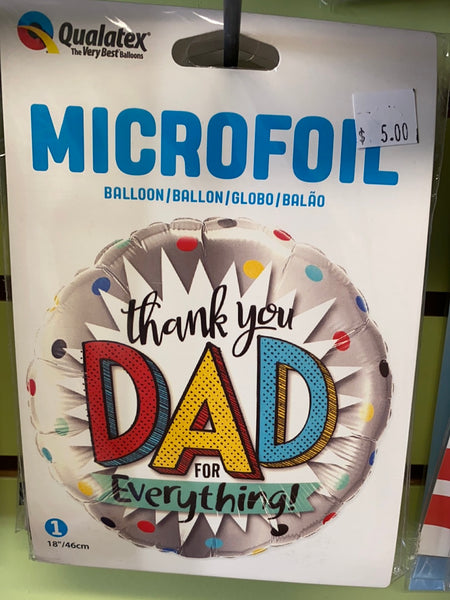 Qualatex
The Very Best Balloons
MICROFOIL
$ 5.00
BALLOON/BALLON/GLOBO/BALÃO
thank you
DAD
FOR
Everything!
1
18"/46cm